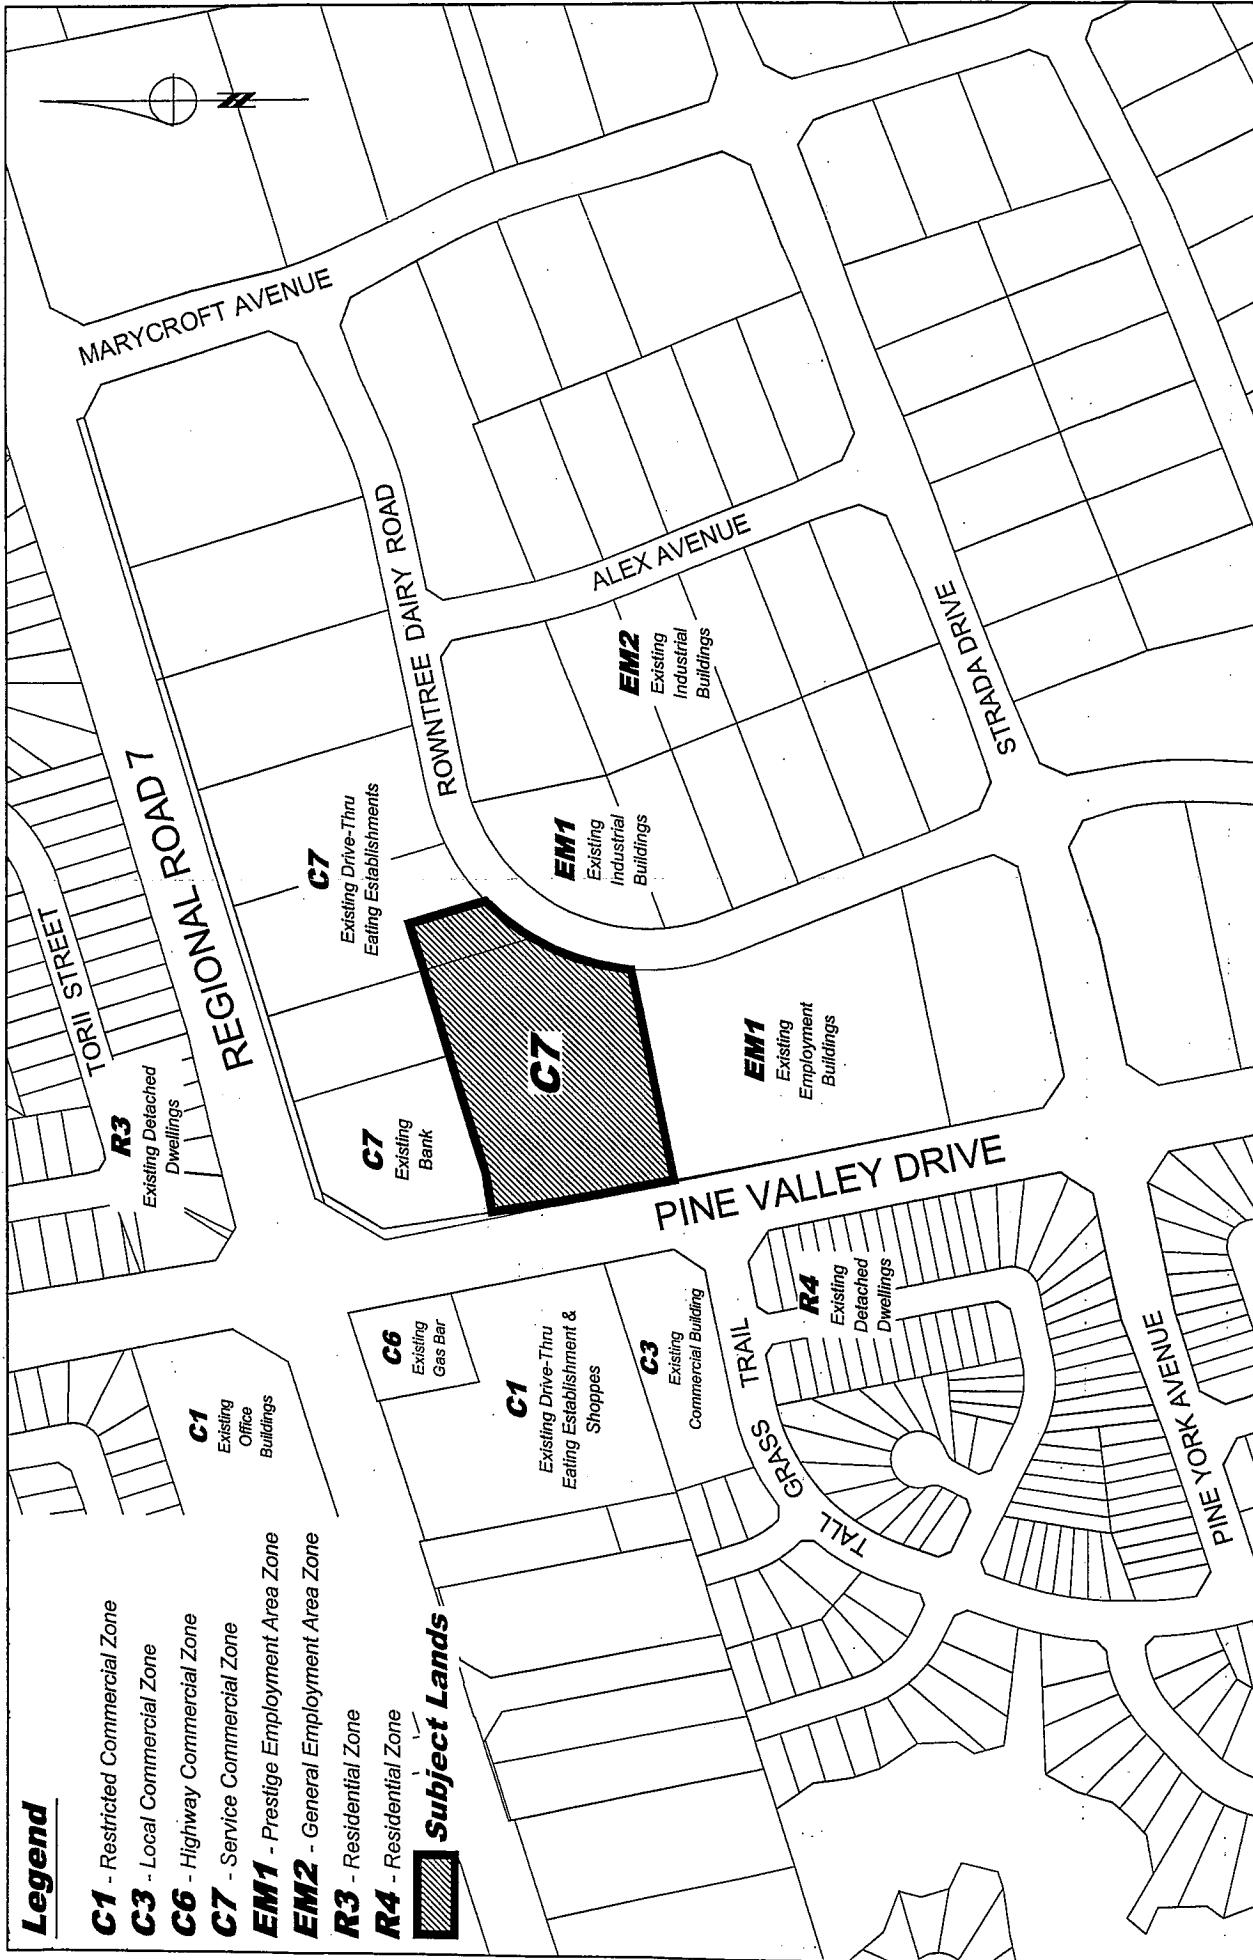 Legend
C1 - Restricted Commercial Zone
C3 - Local Commercial Zone
C6 - Highway Commercial Zone
C7 - Service Commercial Zone
EM1 - Prestige Employment Area Zone
EM2 - General Employment Area Zone
R3 - Residential Zone
R4 - Residential Zone
Subject Lands
N
TORII STREET
R3
Existing Detached
Dwellings
REGIONAL ROAD 7
MARYCROFT AVENUE
C1
Existing
Office
Buildings
C6
Existing
Gas Bar
C7
Existing
Bank
C7
Existing Drive-Thru
Eating Establishments
ROWNTREE DAIRY ROAD
C1
Existing Drive-Thru
Eating Establishment &
Shoppes
C7
EM1
Existing
Industrial
Buildings
EM2
Existing
Industrial
Buildings
ALEX AVENUE
C3
Existing
Commercial Building
PINE VALLEY DRIVE
EM1
Existing
Employment
Buildings
TALL GRASS TRAIL
R4
Existing
Detached
Dwellings
STRADA DRIVE
PINE YORK AVENUE